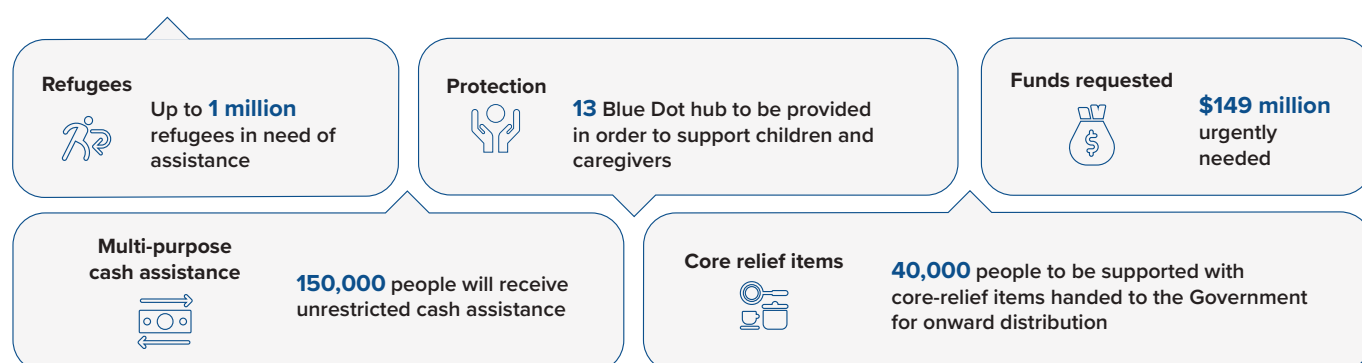 Refugees
Up to 1 million
refugees in need of
assistance
Protection
13 Blue Dot hub to be provided
in order to support children and
caregivers
Funds requested
$
$149 million
urgently
needed
Multi-purpose
cash assistance
150,000 people will receive
unrestricted cash assistance
Core relief items
40,000 people to be supported with
core-relief items handed to the Government
for onward distribution